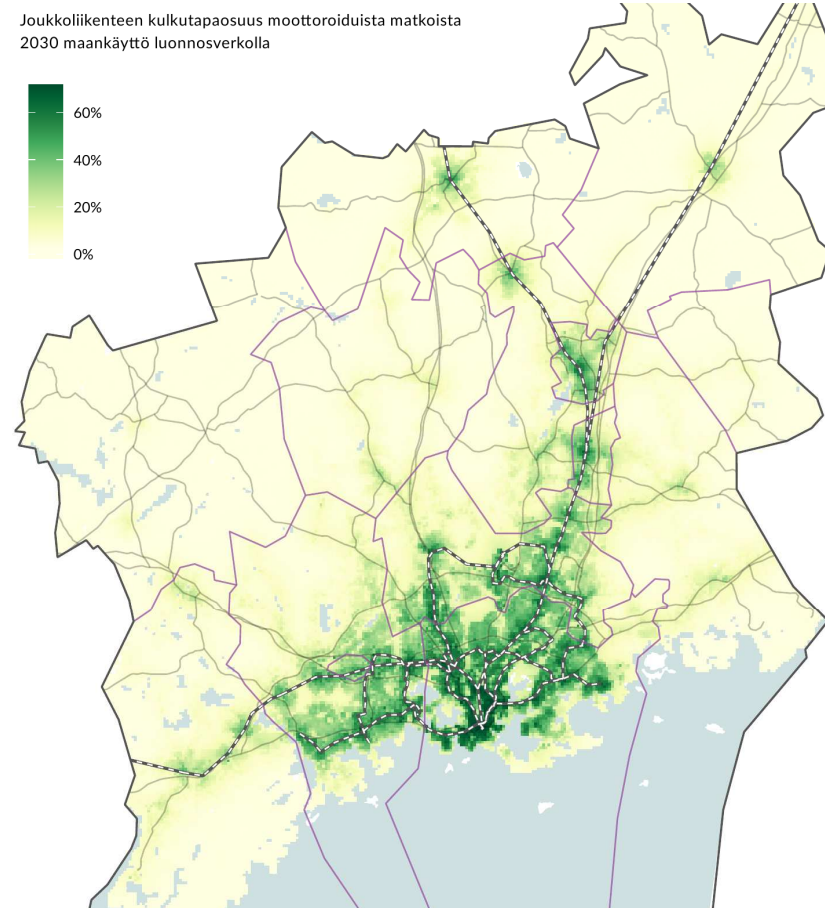 Joukkoliikenteen kulkutapaosuus moottoroiduista matkoista
2030 maankäyttö luonnosverkolla
60%
40%
20%
0%